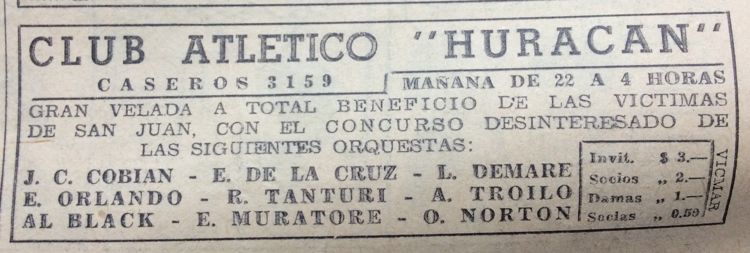 CLUB ATLETICO "HURACAN"
CASEROS 3159
MAÑANA DE 22 A 4 HORAS
GRAN VELADA A TOTAL BENEFICIO DE LAS VICTIMAS
DE SAN JUAN, CON EL CONCURSO DESINTERESADO DE
LAS SIGUIENTES ORQUESTAS:
J. C. COBIAN - E. DE LA CRUZ - L. DEMARE
E. ORLANDO - R. TANTURI - A. TROILO
AL BLACK - E. MURATORE - O. NORTON
Invit. $ 3.—
Socios „ 2.—
Damas „ 1.—
Socias „ 0.50
VICMAR